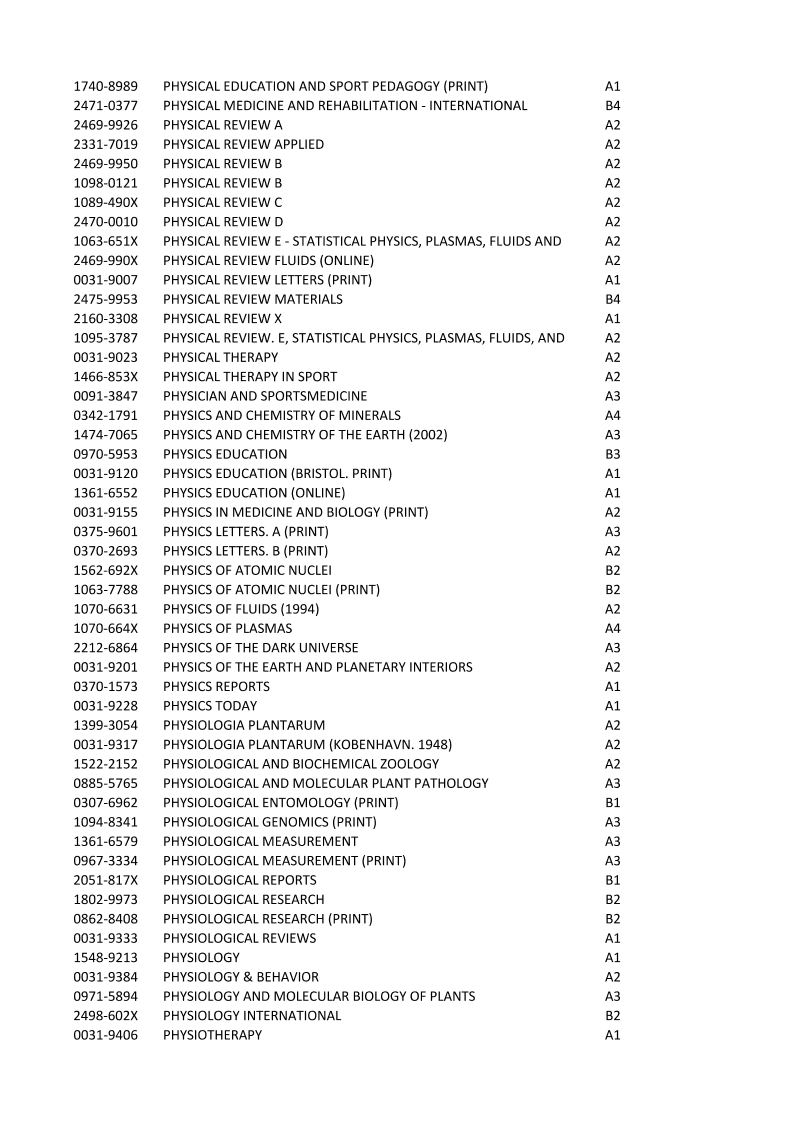 1740-8989 PHYSICAL EDUCATION AND SPORT PEDAGOGY (PRINT) A1
2471-0377 PHYSICAL MEDICINE AND REHABILITATION - INTERNATIONAL B4
2469-9926 PHYSICAL REVIEW A A2
2331-7019 PHYSICAL REVIEW APPLIED A2
2469-9950 PHYSICAL REVIEW B A2
1098-0121 PHYSICAL REVIEW B A2
1089-490X PHYSICAL REVIEW C A2
2470-0010 PHYSICAL REVIEW D A2
1063-651X PHYSICAL REVIEW E - STATISTICAL PHYSICS, PLASMAS, FLUIDS AND A2
2469-990X PHYSICAL REVIEW FLUIDS (ONLINE) A2
0031-9007 PHYSICAL REVIEW LETTERS (PRINT) A1
2475-9953 PHYSICAL REVIEW MATERIALS B4
2160-3308 PHYSICAL REVIEW X A1
1095-3787 PHYSICAL REVIEW. E, STATISTICAL PHYSICS, PLASMAS, FLUIDS, AND A2
0031-9023 PHYSICAL THERAPY A2
1466-853X PHYSICAL THERAPY IN SPORT A2
0091-3847 PHYSICIAN AND SPORTSMEDICINE A3
0342-1791 PHYSICS AND CHEMISTRY OF MINERALS A4
1474-7065 PHYSICS AND CHEMISTRY OF THE EARTH (2002) A3
0970-5953 PHYSICS EDUCATION B3
0031-9120 PHYSICS EDUCATION (BRISTOL. PRINT) A1
1361-6552 PHYSICS EDUCATION (ONLINE) A1
0031-9155 PHYSICS IN MEDICINE AND BIOLOGY (PRINT) A2
0375-9601 PHYSICS LETTERS. A (PRINT) A3
0370-2693 PHYSICS LETTERS. B (PRINT) A2
1562-692X PHYSICS OF ATOMIC NUCLEI B2
1063-7788 PHYSICS OF ATOMIC NUCLEI (PRINT) B2
1070-6631 PHYSICS OF FLUIDS (1994) A2
1070-664X PHYSICS OF PLASMAS A4
2212-6864 PHYSICS OF THE DARK UNIVERSE A3
0031-9201 PHYSICS OF THE EARTH AND PLANETARY INTERIORS A2
0370-1573 PHYSICS REPORTS A1
0031-9228 PHYSICS TODAY A1
1399-3054 PHYSIOLOGIA PLANTARUM A2
0031-9317 PHYSIOLOGIA PLANTARUM (KOBENHAVN. 1948) A2
1522-2152 PHYSIOLOGICAL AND BIOCHEMICAL ZOOLOGY A2
0885-5765 PHYSIOLOGICAL AND MOLECULAR PLANT PATHOLOGY A3
0307-6962 PHYSIOLOGICAL ENTOMOLOGY (PRINT) B1
1094-8341 PHYSIOLOGICAL GENOMICS (PRINT) A3
1361-6579 PHYSIOLOGICAL MEASUREMENT A3
0967-3334 PHYSIOLOGICAL MEASUREMENT (PRINT) A3
2051-817X PHYSIOLOGICAL REPORTS B1
1802-9973 PHYSIOLOGICAL RESEARCH B2
0862-8408 PHYSIOLOGICAL RESEARCH (PRINT) B2
0031-9333 PHYSIOLOGICAL REVIEWS A1
1548-9213 PHYSIOLOGY A1
0031-9384 PHYSIOLOGY & BEHAVIOR A2
0971-5894 PHYSIOLOGY AND MOLECULAR BIOLOGY OF PLANTS A3
2498-602X PHYSIOLOGY INTERNATIONAL B2
0031-9406 PHYSIOTHERAPY A1